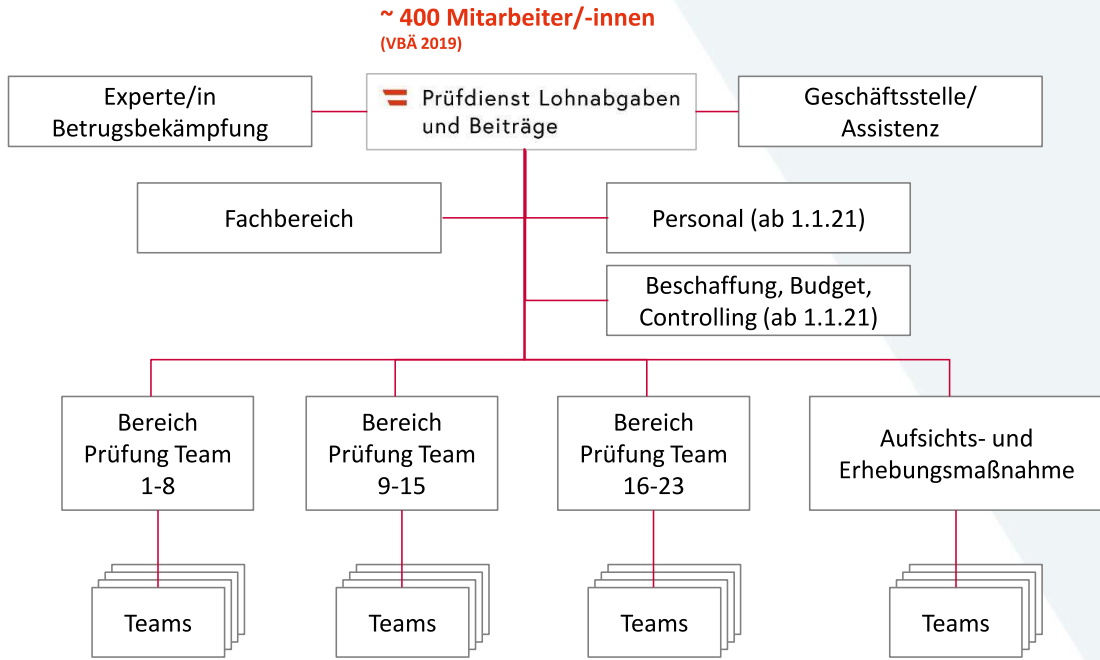 ~ 400 Mitarbeiter/-innen
(VBÄ 2019)
Experte/in
Betrugsbekämpfung
Prüfdienst Lohnabgaben
und Beiträge
Geschäftsstelle/
Assistenz
Fachbereich
Personal (ab 1.1.21)
Beschaffung, Budget,
Controlling (ab 1.1.21)
Bereich
Prüfung Team
1-8
Bereich
Prüfung Team
9-15
Bereich
Prüfung Team
16-23
Aufsichts- und
Erhebungsmaßnahme
Teams
Teams
Teams
Teams